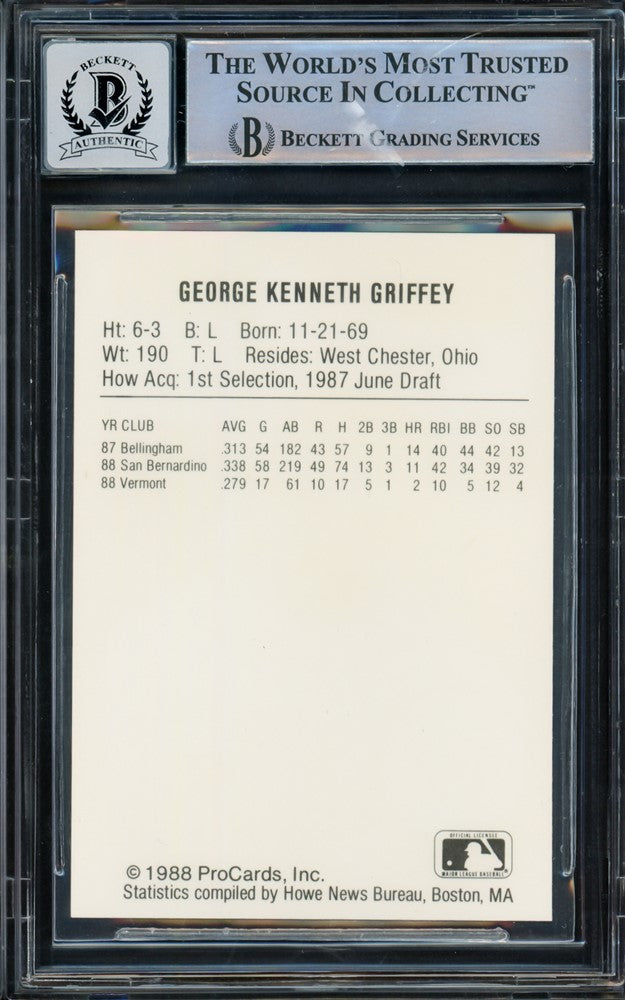 BECKETT
B
AUTHENTIC
THE WORLD'S MOST TRUSTED
SOURCE IN COLLECTING™
B BECKETT GRADING SERVICES
GEORGE KENNETH GRIFFEY
Ht: 6-3 B: L Born: 11-21-69
Wt: 190 T: L Resides: West Chester, Ohio
How Acq: 1st Selection, 1987 June Draft
YR CLUB AVG G AB R H 2B 3B HR RBI BB SO SB
87 Bellingham .313 54 182 43 57 9 1 14 40 44 42 13
88 San Bernardino .338 58 219 49 74 13 3 11 42 34 39 32
88 Vermont .279 17 61 10 17 5 1 2 10 5 12 4
OFFICIAL LICENSEE
MAJOR LEAGUE BASEBALL
© 1988 ProCards, Inc.
Statistics compiled by Howe News Bureau, Boston, MA